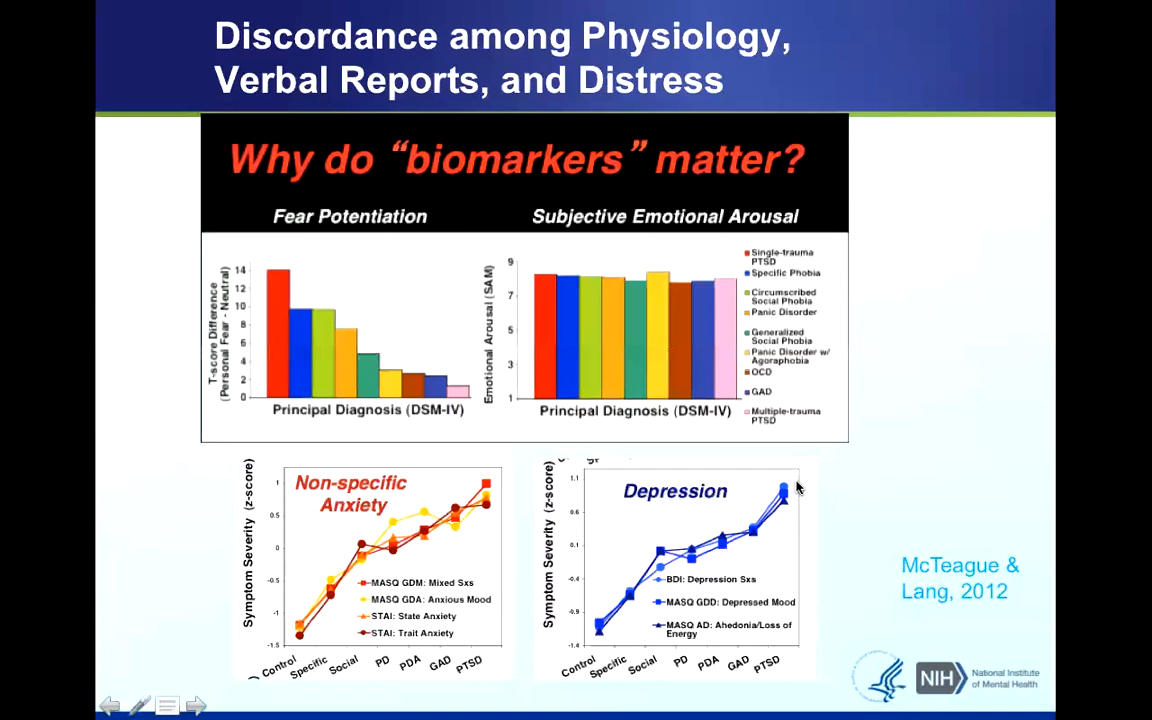 Discordance among Physiology,
Verbal Reports, and Distress
Why do “biomarkers” matter?
Fear Potentiation
Subjective Emotional Arousal
T-score Difference
(Personal Fear - Neutral)
14
12
10
8
6
4
2
0
Principal Diagnosis (DSM-IV)
Emotional Arousal (SAM)
9
7
5
3
1
Principal Diagnosis (DSM-IV)
Single-trauma
PTSD
Specific Phobia
Circumscribed
Social Phobia
Panic Disorder
Generalized
Social Phobia
Panic Disorder w/
Agoraphobia
OCD
GAD
Multiple-trauma
PTSD
Symptom Severity (z-score)
1
0.5
0
-0.5
-1
-1.5
Non-specific
Anxiety
MASQ GDM: Mixed Sxs
MASQ GDA: Anxious Mood
STAI: State Anxiety
STAI: Trait Anxiety
Control
Specific
Social
PD
PDA
GAD
PTSD
Symptom Severity (z-score)
1.1
0.6
0.1
-0.4
-0.9
-1.4
Depression
BDI: Depression Sxs
MASQ GDD: Depressed Mood
MASQ AD: Ahedonia/Loss of
Energy
Control
Specific
Social
PD
PDA
GAD
PTSD
McTeague &
Lang, 2012
NIH
National Institute
of Mental Health